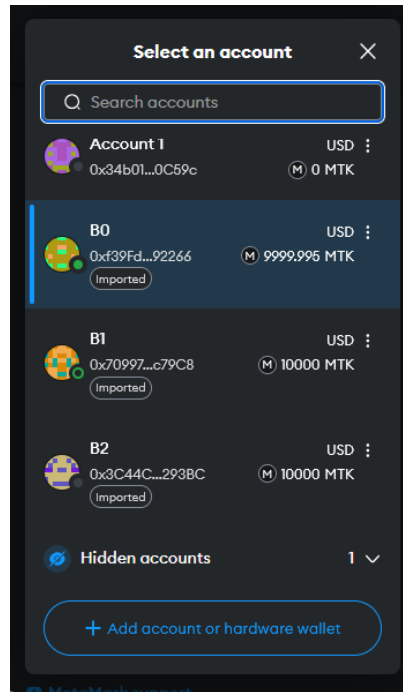 Select an account
Search accounts
Account 1 USD
0x34b01...0C59c M 0 MTK
B0 USD
0xf39Fd...92266 M 9999.995 MTK
Imported
B1 USD
0x70997...c79C8 M 10000 MTK
Imported
B2 USD
0x3C44C...293BC M 10000 MTK
Imported
Hidden accounts 1
+ Add account or hardware wallet
MetaMask support